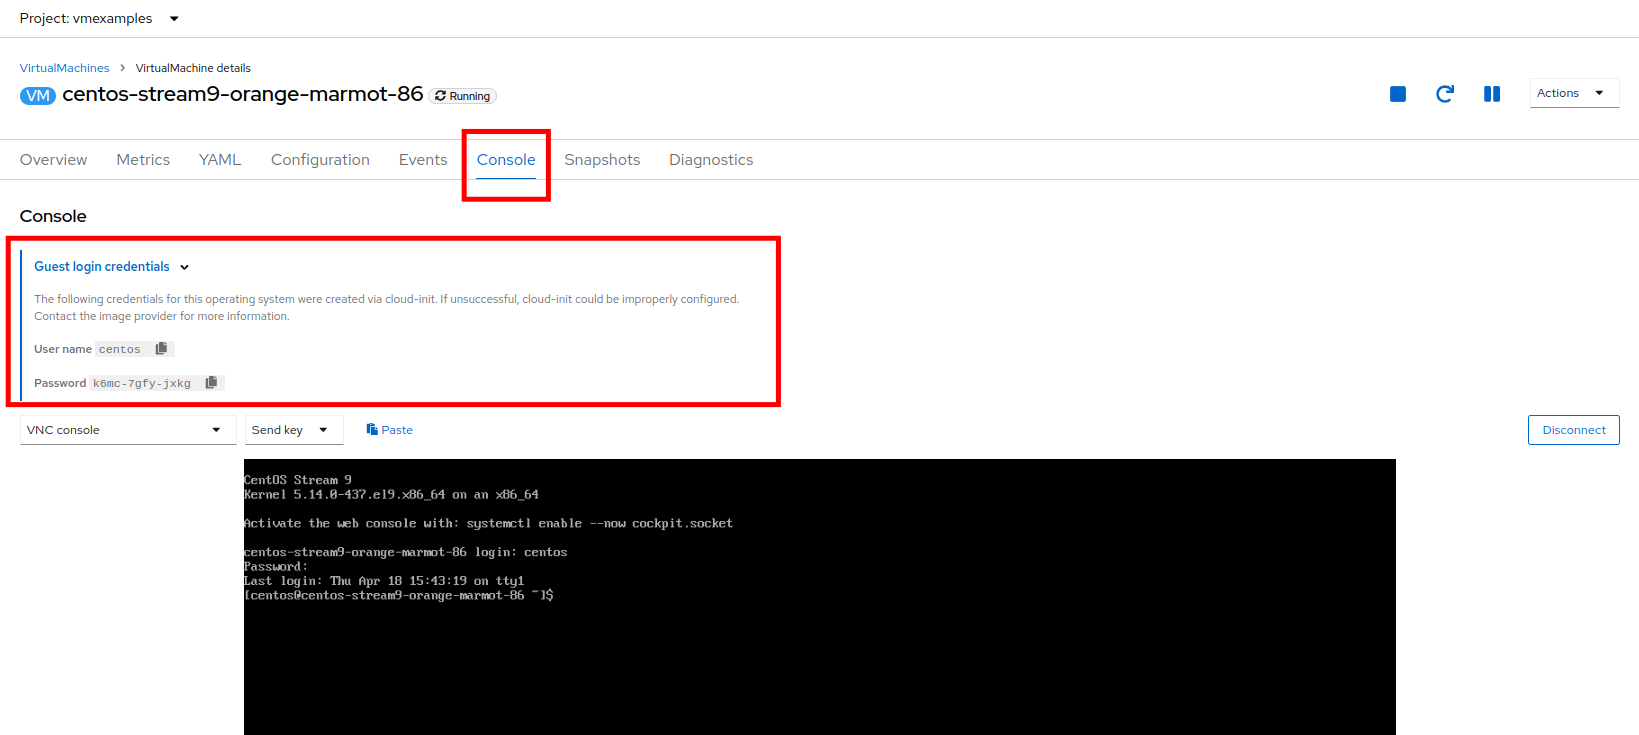 Project: vmexamples
VirtualMachines > VirtualMachine details
VM centos-stream9-orange-marmot-86 Running
Actions
Overview Metrics YAML Configuration Events Console Snapshots Diagnostics
Console
Guest login credentials
The following credentials for this operating system were created via cloud-init. If unsuccessful, cloud-init could be improperly configured.
Contact the image provider for more information.
User name centos
Password k6mc-7gfy-jxkg
VNC console Send key Paste Disconnect
CentOS Stream 9
Kernel 5.14.0-437.el9.x86_64 on an x86_64
Activate the web console with: systemctl enable --now cockpit.socket
centos-stream9-orange-marmot-86 login: centos
Password:
Last login: Thu Apr 18 15:43:19 on tty1
[centos@centos-stream9-orange-marmot-86 ~]$